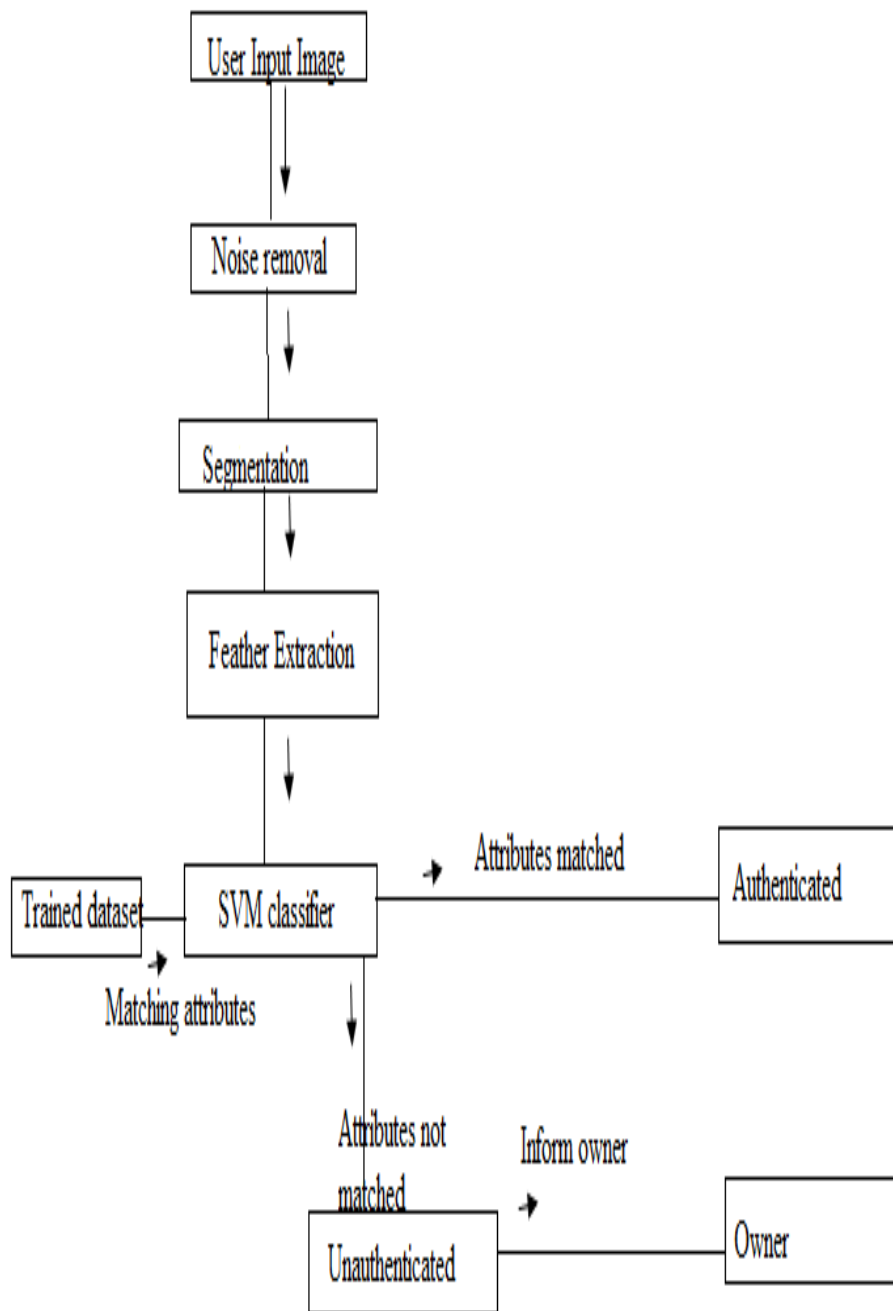 User Input Image
Noise removal
Segmentation
Feather Extraction
Attributes matched
Authenticated
Trained dataset
SVM classifier
Matching attributes
Attributes not
matched
Inform owner
Unauthenticated
Owner